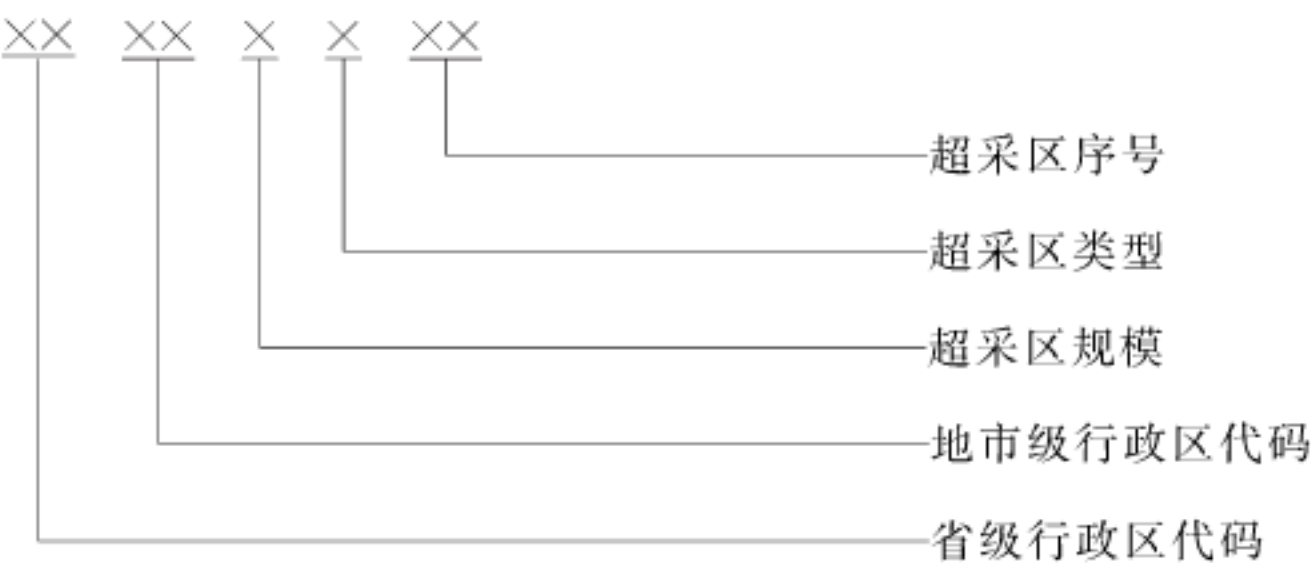 ×× ×× × × ××
超采区序号
超采区类型
超采区规模
地市级行政区代码
省级行政区代码